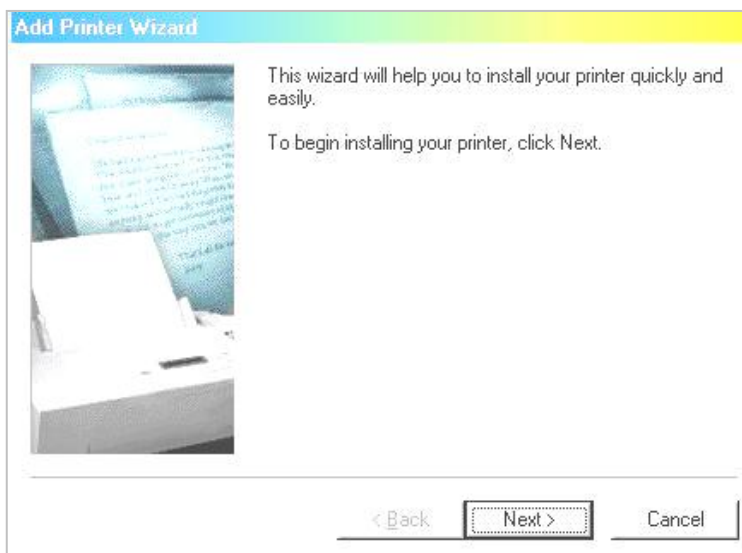 Add Printer Wizard
This wizard will help you to install your printer quickly and
easily.
To begin installing your printer, click Next.
< Back
Next >
Cancel